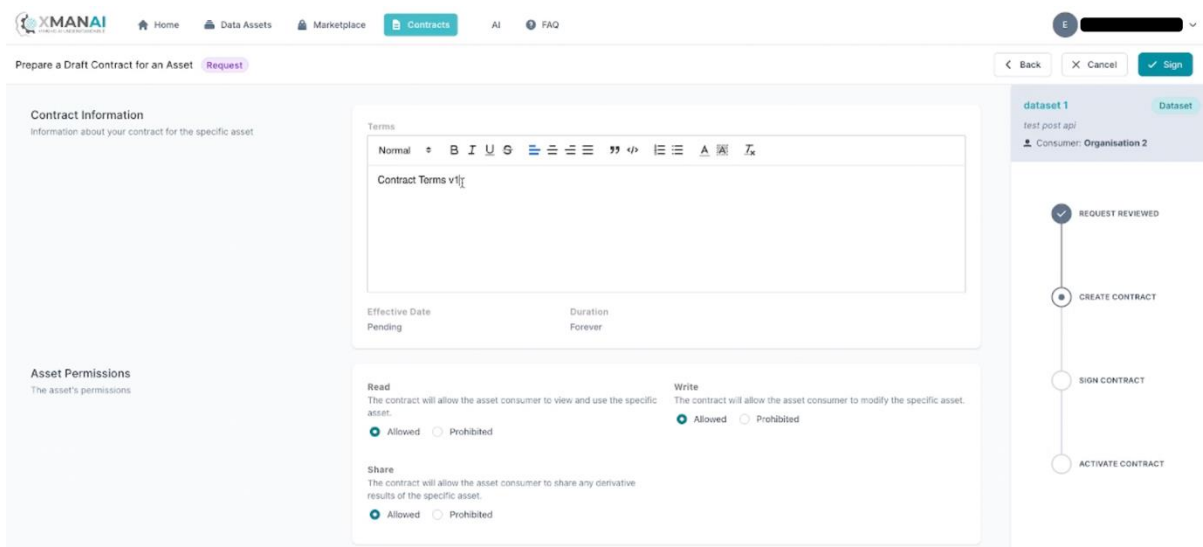 XMANAI
Home
Data Assets
Marketplace
Contracts
AI
FAQ
E
Prepare a Draft Contract for an Asset
Request
Back
Cancel
Sign
Contract Information
Information about your contract for the specific asset
Terms
Normal
Contract Terms v1
Effective Date
Duration
Pending
Forever
Asset Permissions
The asset's permissions
Read
The contract will allow the asset consumer to view and use the specific
asset.
Allowed
Prohibited
Write
The contract will allow the asset consumer to modify the specific asset.
Allowed
Prohibited
Share
The contract will allow the asset consumer to share any derivative
results of the specific asset.
Allowed
Prohibited
dataset 1
Dataset
test post api
Consumer: Organisation 2
REQUEST REVIEWED
CREATE CONTRACT
SIGN CONTRACT
ACTIVATE CONTRACT